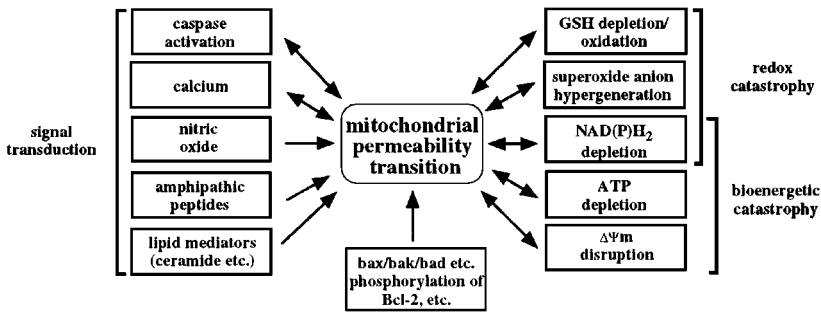 signal
transduction
caspase
activation
calcium
nitric
oxide
amphipathic
peptides
lipid mediators
(ceramide etc.)
mitochondrial
permeability
transition
bax/bak/bad etc.
phosphorylation of
Bcl-2, etc.
GSH depletion/
oxidation
superoxide anion
hypergeneration
NAD(P)H₂
depletion
ATP
depletion
ΔΨm
disruption
redox
catastrophy
bioenergetic
catastrophy